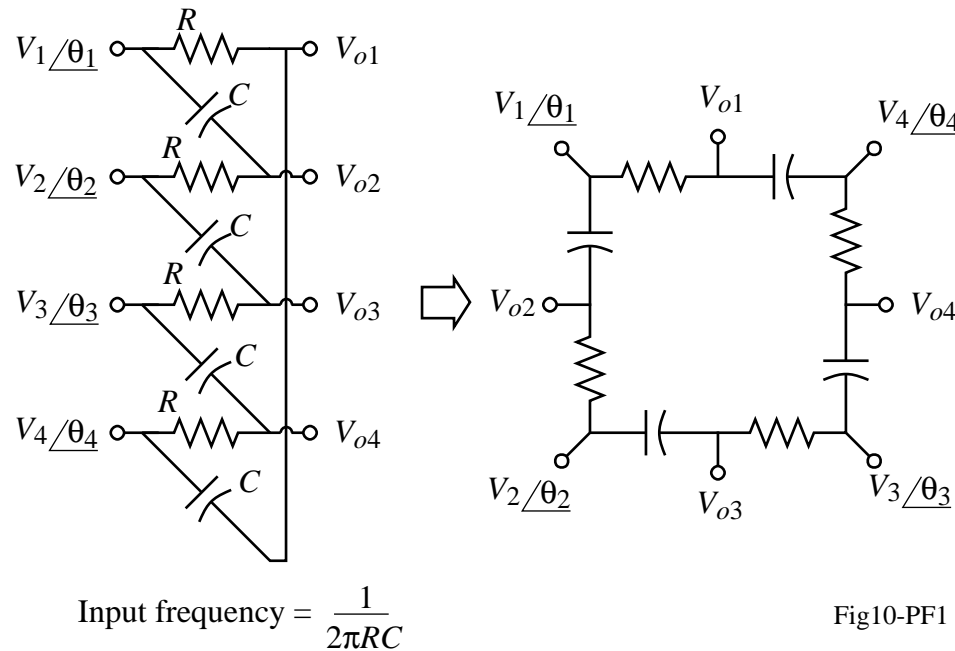 R
V1/θ1
Vo1
C
R
V2/θ2
Vo2
C
R
V3/θ3
Vo3
C
R
V4/θ4
Vo4
C
V1/θ1
Vo1
V4/θ4
Vo2
Vo4
V2/θ2
Vo3
V3/θ3
Input frequency = 1/2πRC
Fig10-PF1